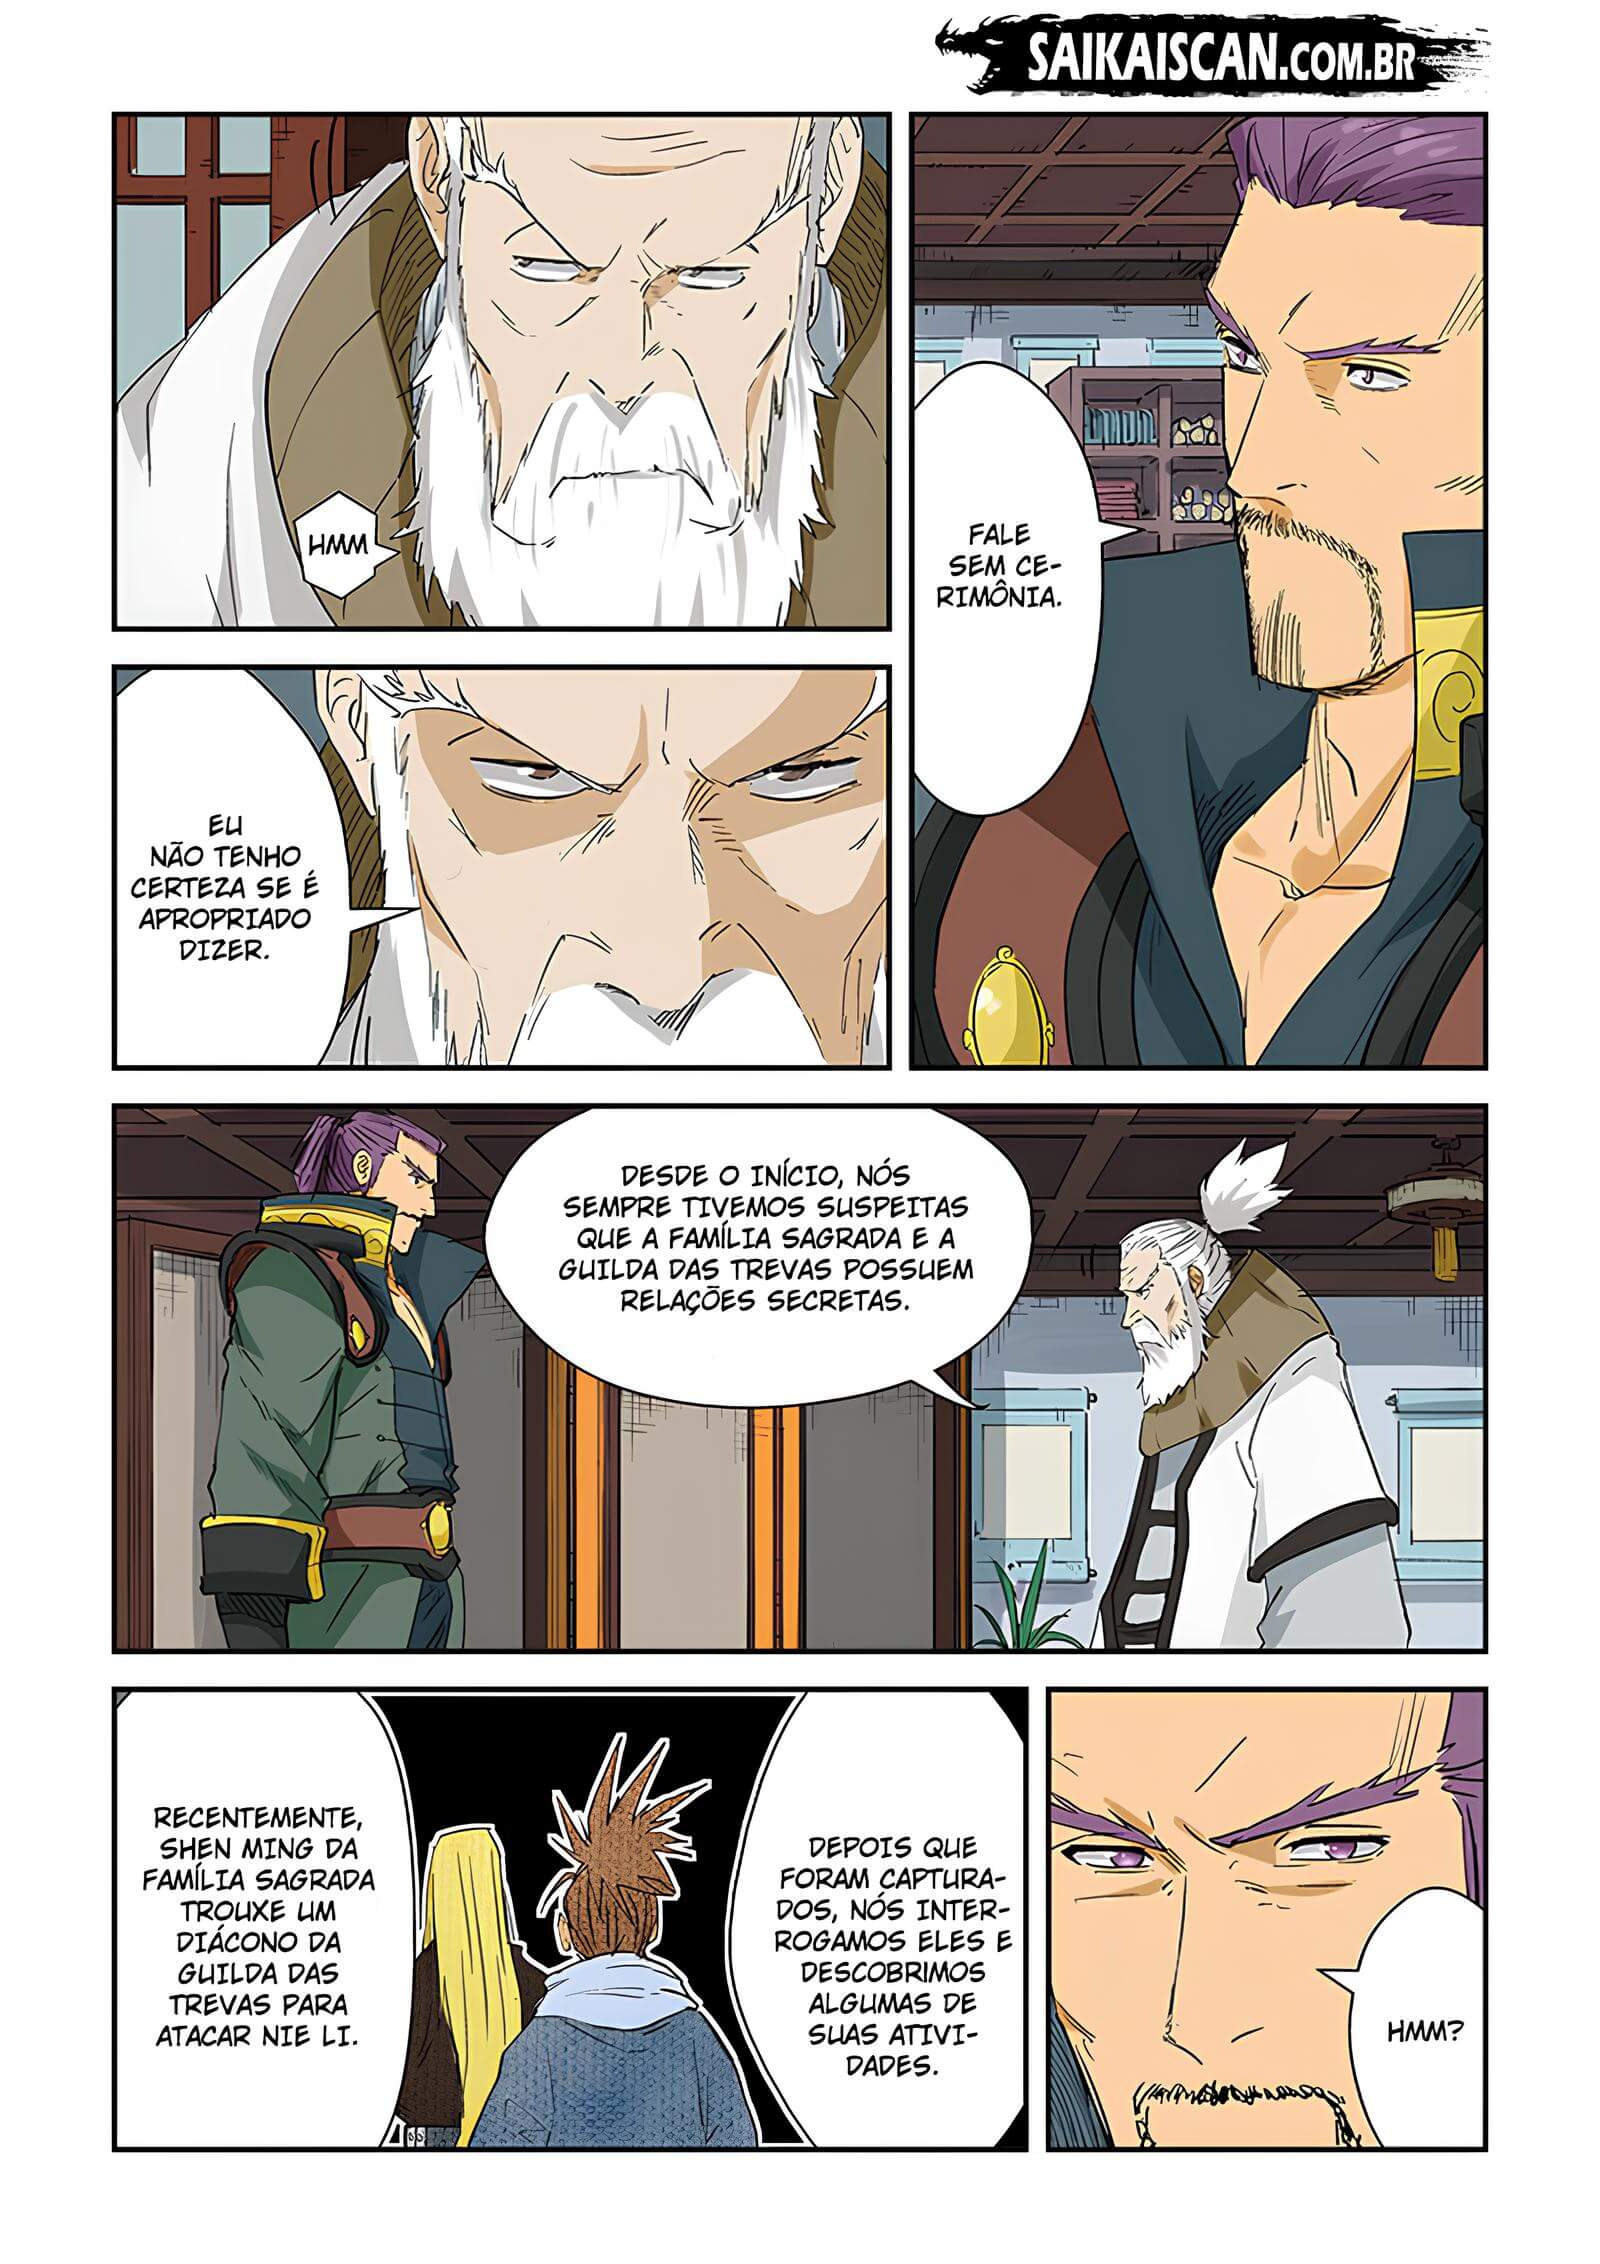 SAIKAISCAN.COM.BR
FALE
SEM CE-
RIMÔNIA.
HMM
EU
NÃO TENHO
CERTEZA SE É
APROPRIADO
DIZER.
DESDE O INÍCIO, NÓS
SEMPRE TIVEMOS SUSPEITAS
QUE A FAMÍLIA SAGRADA E A
GUILDA DAS TREVAS POSSUEM
RELAÇÕES SECRETAS.
HMM?
DEPOIS QUE
FORAM CAPTURA-
DOS, NÓS INTER-
ROGAMOS ELES E
DESCOBRIMOS
ALGUMAS DE
SUAS ATIVI-
DADES.
RECENTEMENTE,
SHEN MING DA
FAMÍLIA SAGRADA
TROUXE UM
DIÁCONO DA
GUILDA DAS
TREVAS PARA
ATACAR NIE LI.